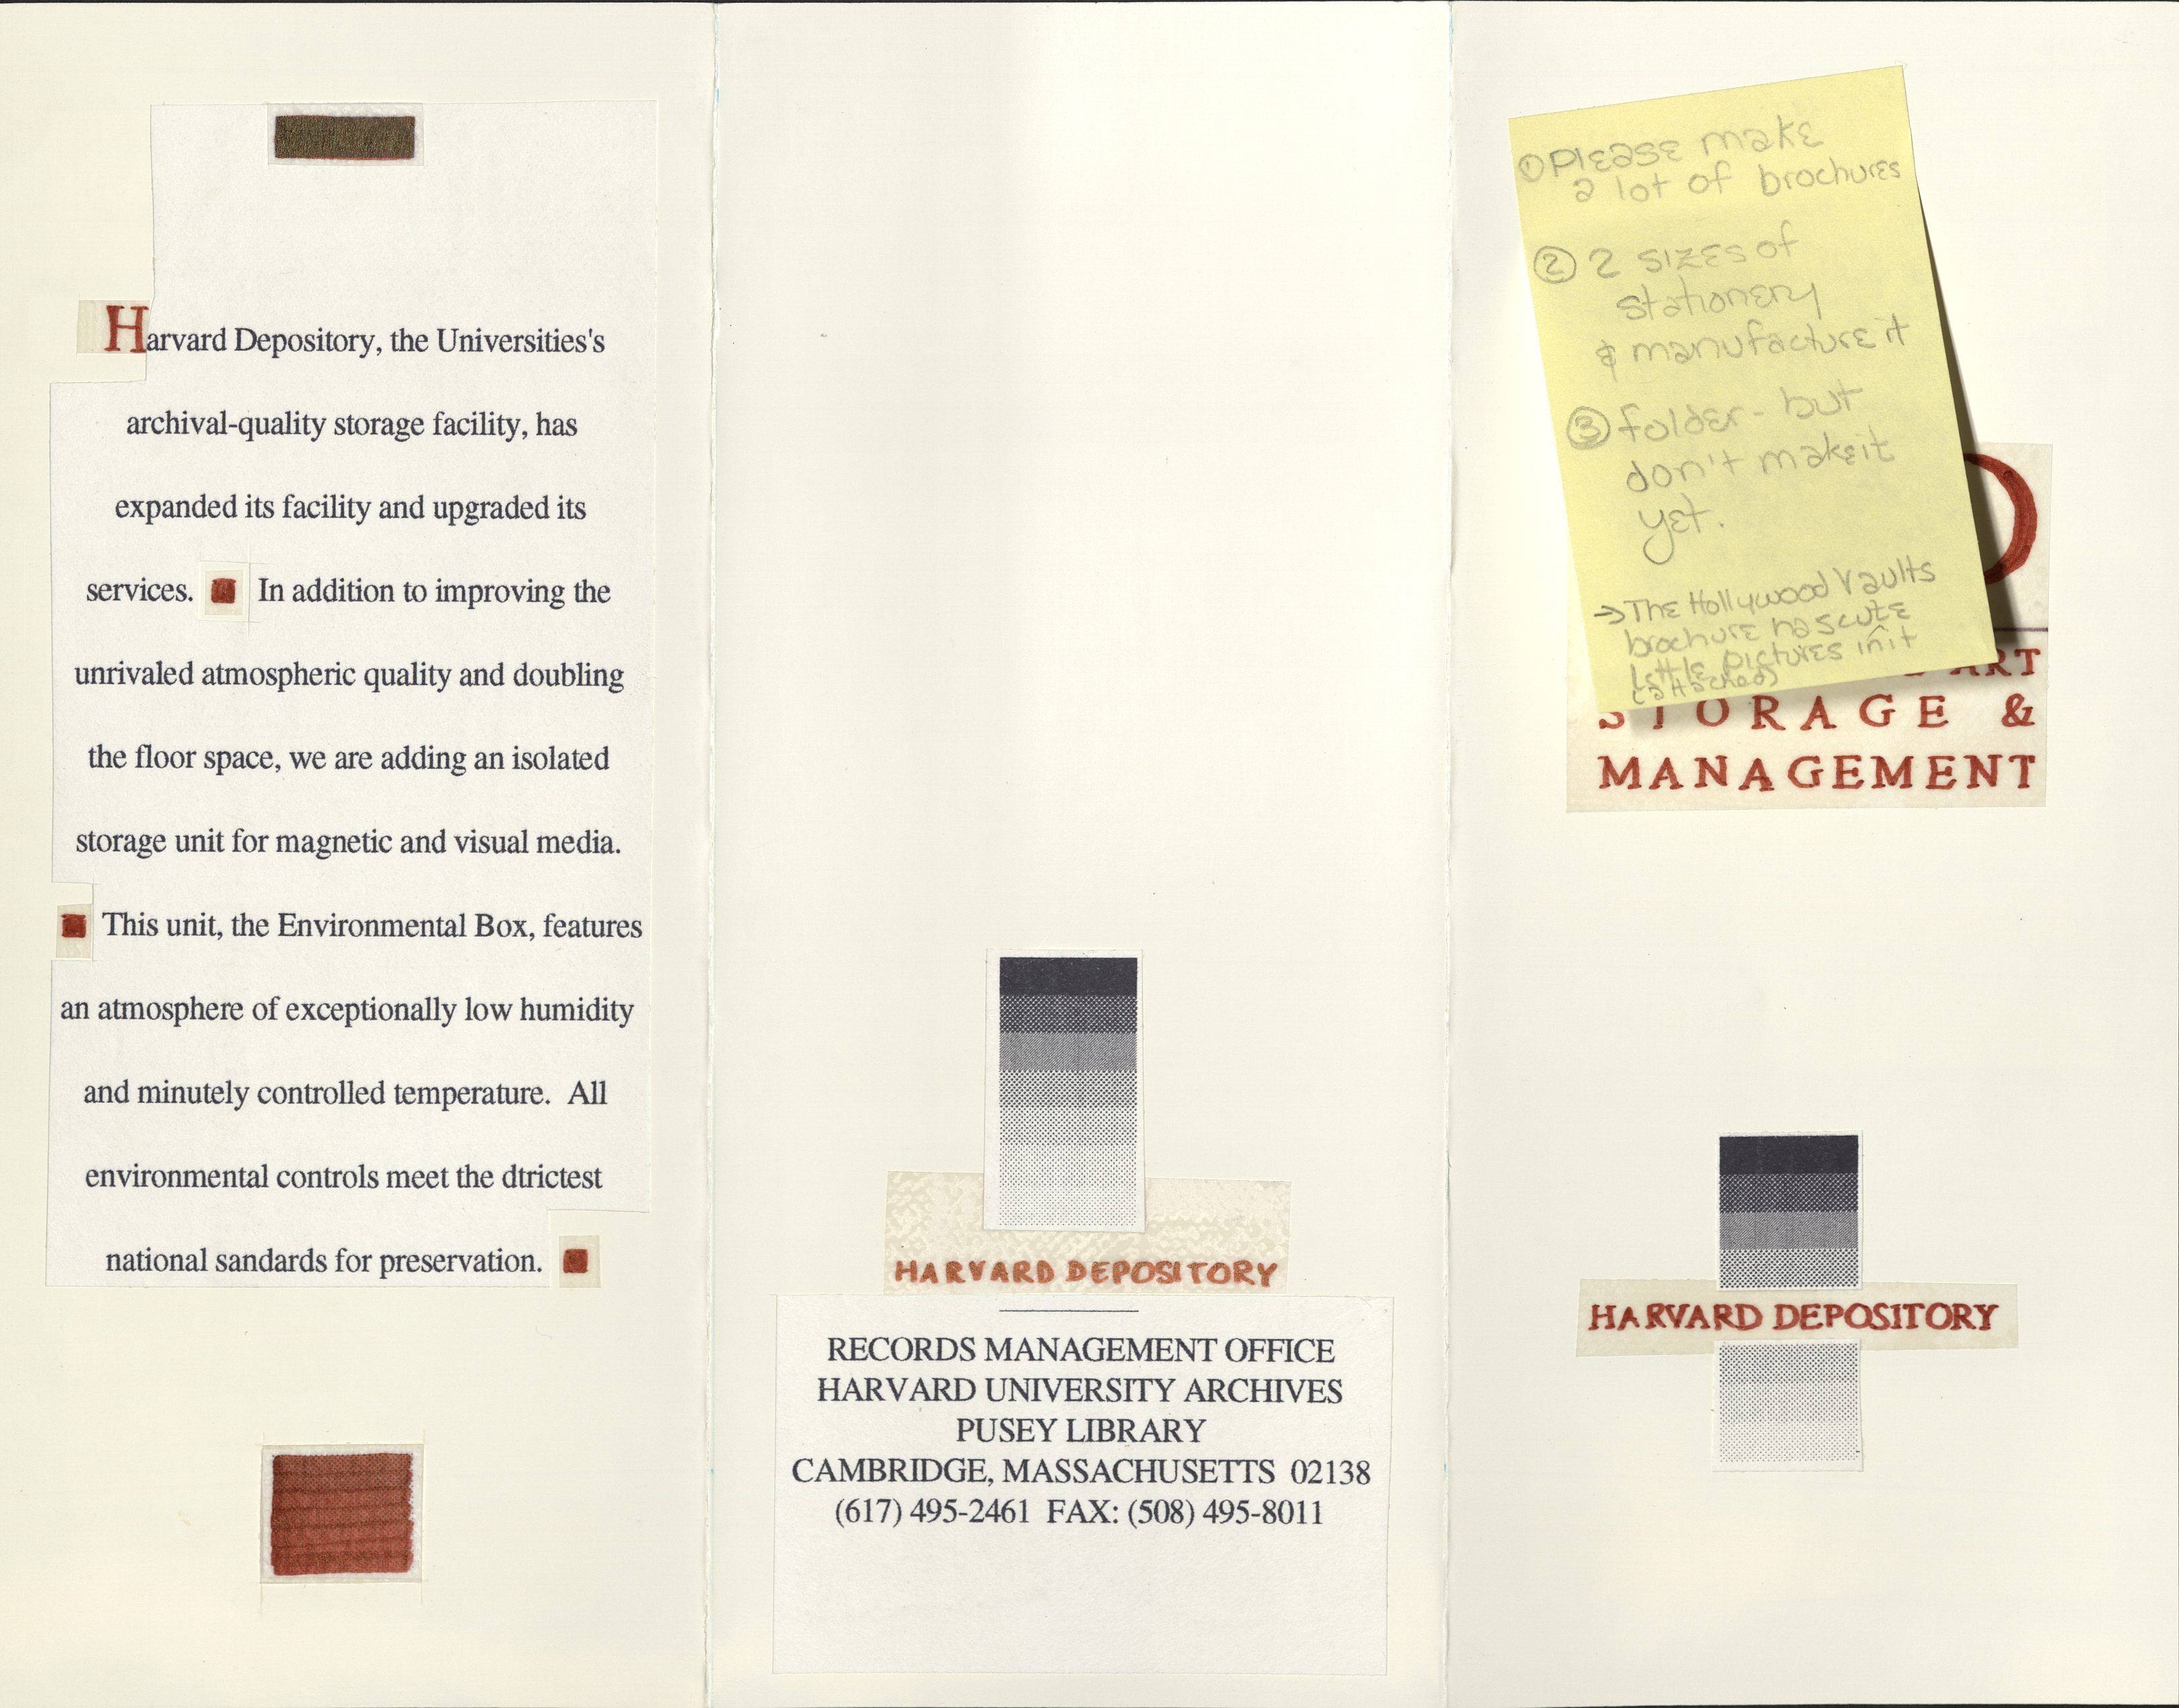 Harvard Depository, the Universities's
archival-quality storage facility, has
expanded its facility and upgraded its
services. In addition to improving the
unrivaled atmospheric quality and doubling
the floor space, we are adding an isolated
storage unit for magnetic and visual media.
This unit, the Environmental Box, features
an atmosphere of exceptionally low humidity
and minutely controlled temperature. All
environmental controls meet the dtrictest
national sandards for preservation.
HARVARD DEPOSITORY
RECORDS MANAGEMENT OFFICE
HARVARD UNIVERSITY ARCHIVES
PUSEY LIBRARY
CAMBRIDGE, MASSACHUSETTS 02138
(617) 495-2461 FAX: (508) 495-8011
① Please make
a lot of brochures
② 2 sizes of
stationery
& manufacture it
③ folder - but
don't make it
yet.
→ The Hollywood Vaults
brochure has cute
little pictures in it
(attached)
ART
STORAGE &
MANAGEMENT
HARVARD DEPOSITORY